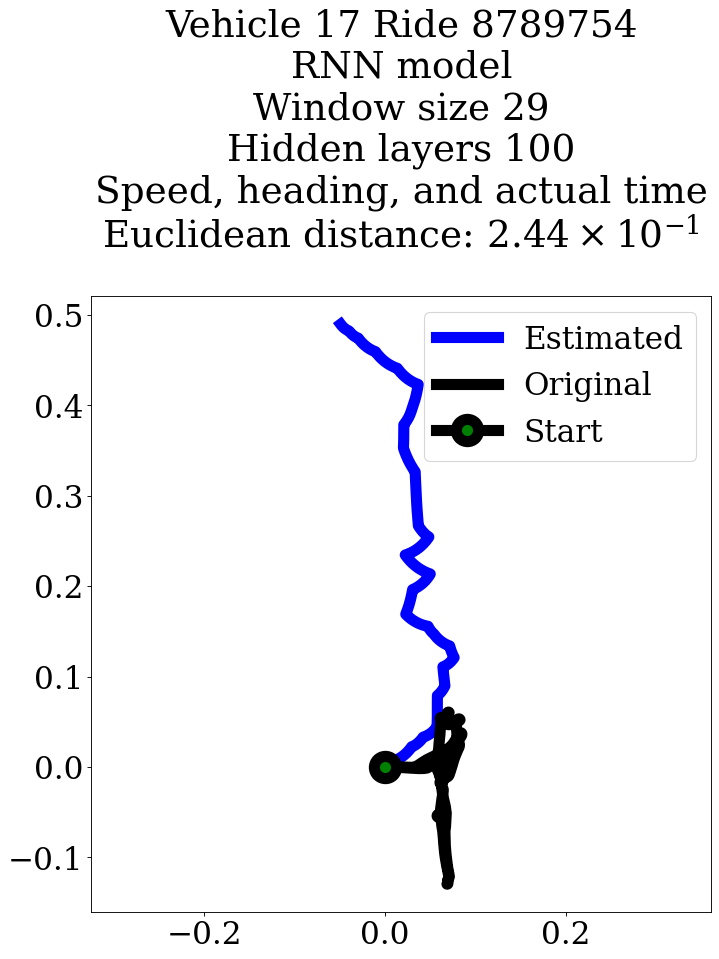 Vehicle 17 Ride 8789754
RNN model
Window size 29
Hidden layers 100
Speed, heading, and actual time
Euclidean distance: 2.44 × 10⁻¹
0.5
0.4
0.3
0.2
0.1
0.0
−0.1
−0.2
0.0
0.2
Estimated
Original
Start